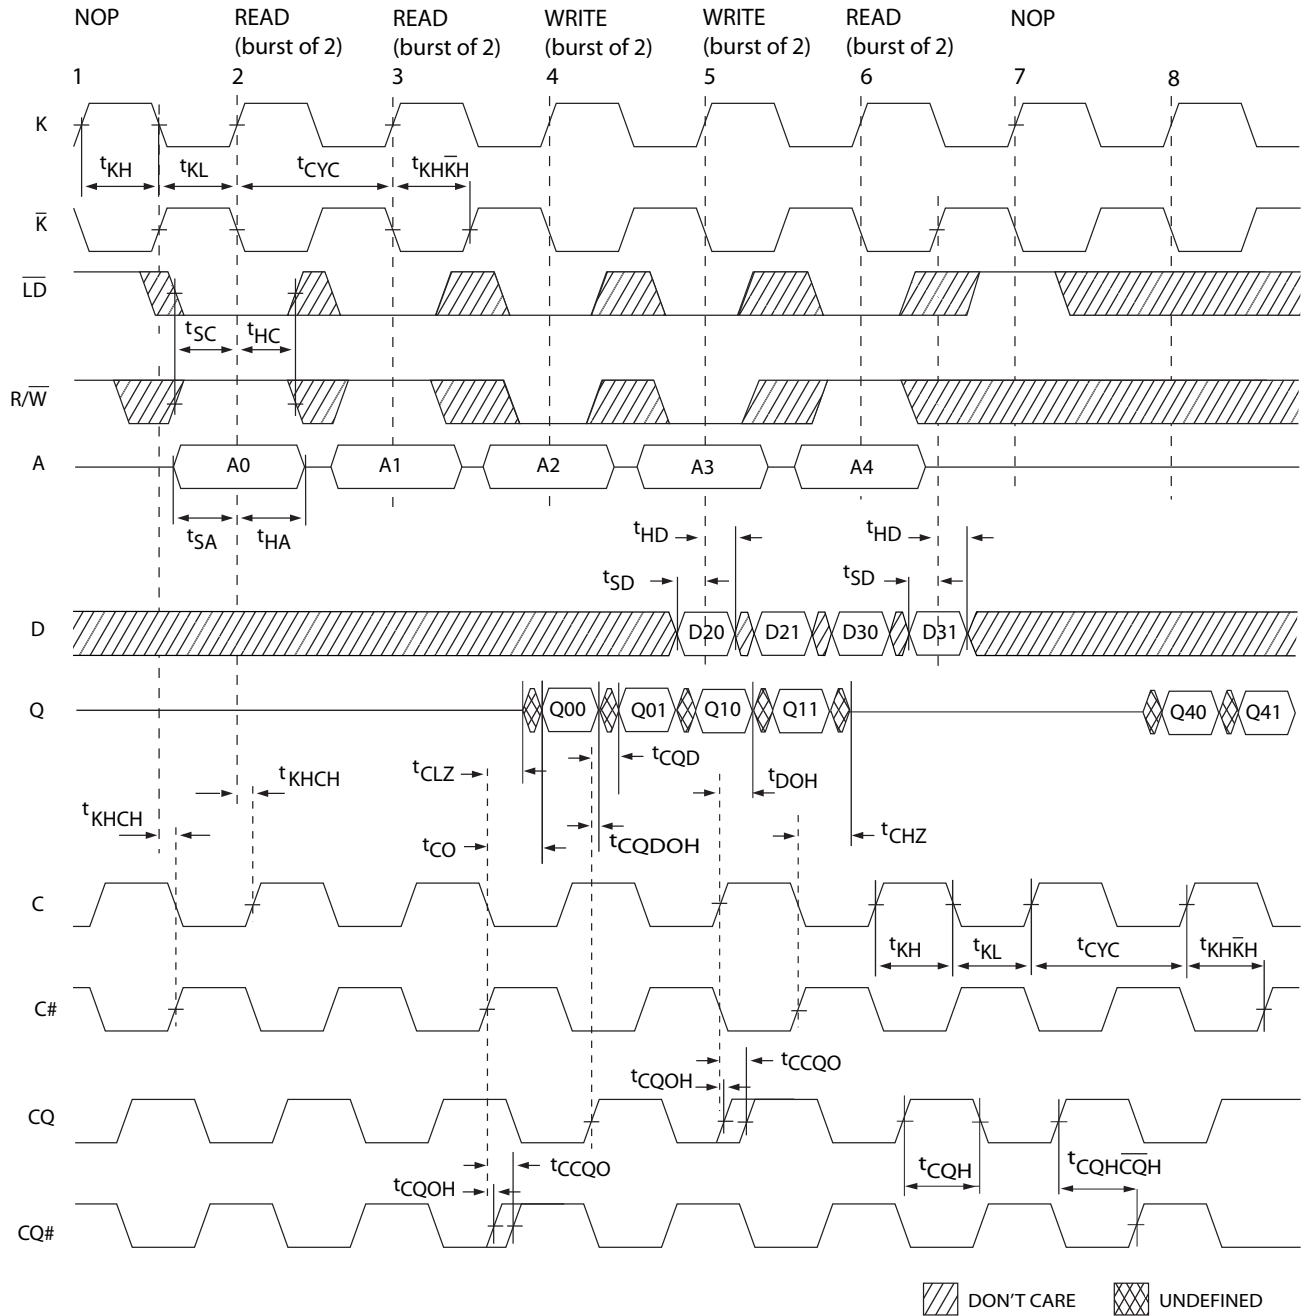 NOP READ READ WRITE WRITE READ NOP
(burst of 2) (burst of 2) (burst of 2) (burst of 2) (burst of 2)
1 2 3 4 5 6 7 8
K
tKH tKL tCYC tKHK̅H
K̅
L̅D̅
tSC tHC
R/W̅
A A0 A1 A2 A3 A4
tSA tHA tHD tHD
tSD tSD
D D20 D21 D30 D31
Q Q00 Q01 Q10 Q11 Q40 Q41
tKHCH tCLZ tCQD tDOH
tKHCH tCO tCQDOH tCHZ
C
tKH tKL tCYC tKHK̅H
C#
tCQOH tCCQO
CQ
tCQOH tCCQO tCQH tCQHC̅Q̅H
CQ#
DON'T CARE UNDEFINED